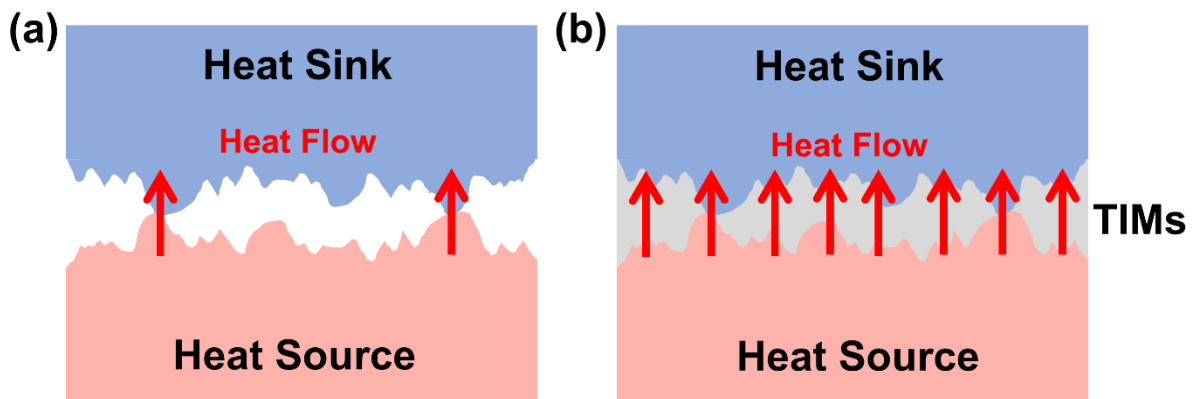 (a)
Heat Sink
Heat Flow
Heat Source
(b)
Heat Sink
Heat Flow
TIMs
Heat Source